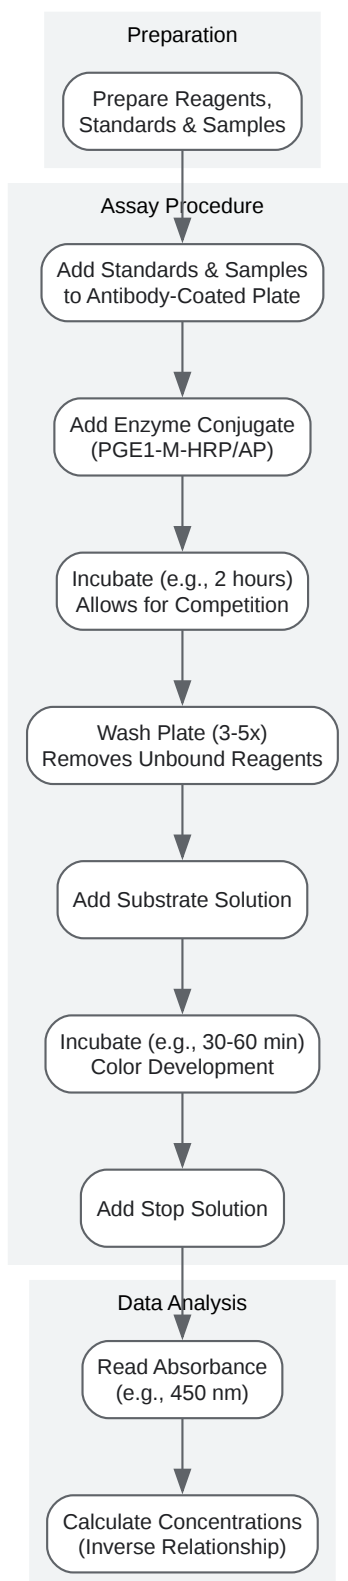 Preparation
Prepare Reagents,
Standards & Samples
Assay Procedure
Add Standards & Samples
to Antibody-Coated Plate
Add Enzyme Conjugate
(PGE1-M-HRP/AP)
Incubate (e.g., 2 hours)
Allows for Competition
Wash Plate (3-5x)
Removes Unbound Reagents
Add Substrate Solution
Incubate (e.g., 30-60 min)
Color Development
Add Stop Solution
Data Analysis
Read Absorbance
(e.g., 450 nm)
Calculate Concentrations
(Inverse Relationship)